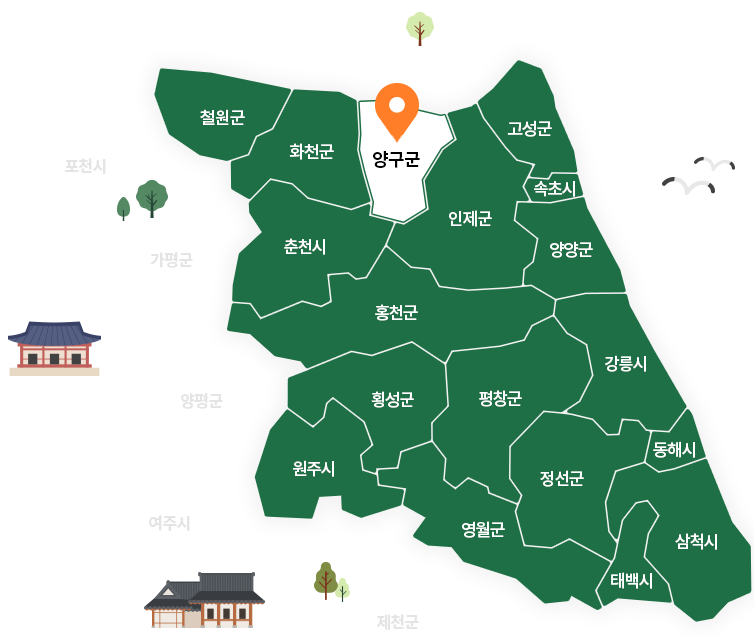 철원군
고성군
화천군
양구군
포천시
속초시
인제군
춘천시
양양군
가평군
홍천군
강릉시
양평군
횡성군
평창군
동해시
원주시
정선군
여주시
영월군
삼척시
태백시
제천군